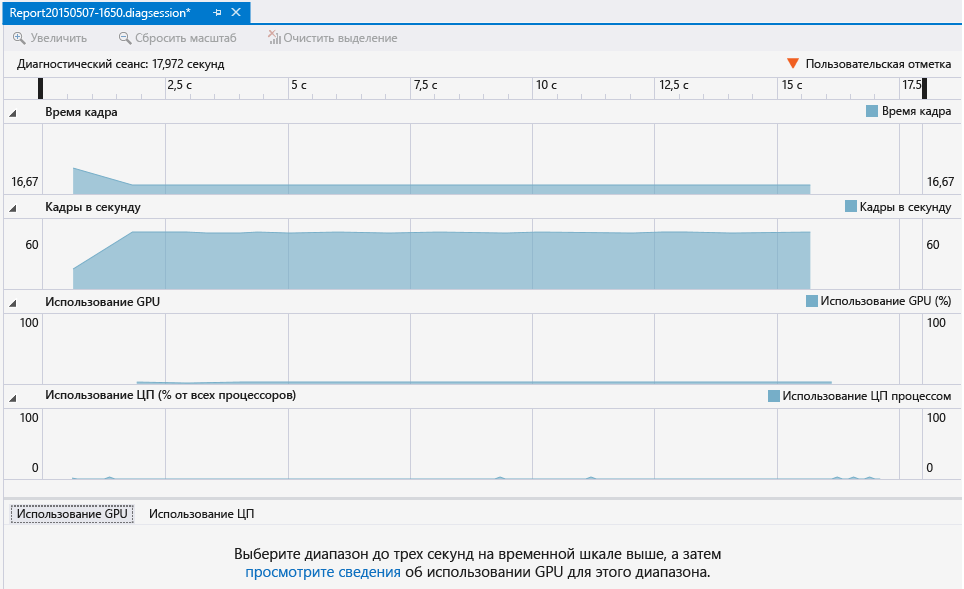 Report20150507-1650.diagsession*
Увеличить Сбросить масштаб Очистить выделение
Диагностический сеанс: 17,972 секунд Пользовательская отметка
2,5 с 5 с 7,5 с 10 с 12,5 с 15 с 17.5
Время кадра Время кадра
16,67 16,67
Кадры в секунду Кадры в секунду
60 60
Использование GPU Использование GPU (%)
100 100
Использование ЦП (% от всех процессоров) Использование ЦП процессом
100 100
0 0
Использование GPU Использование ЦП
Выберите диапазон до трех секунд на временной шкале выше, а затем
просмотрите сведения об использовании GPU для этого диапазона.